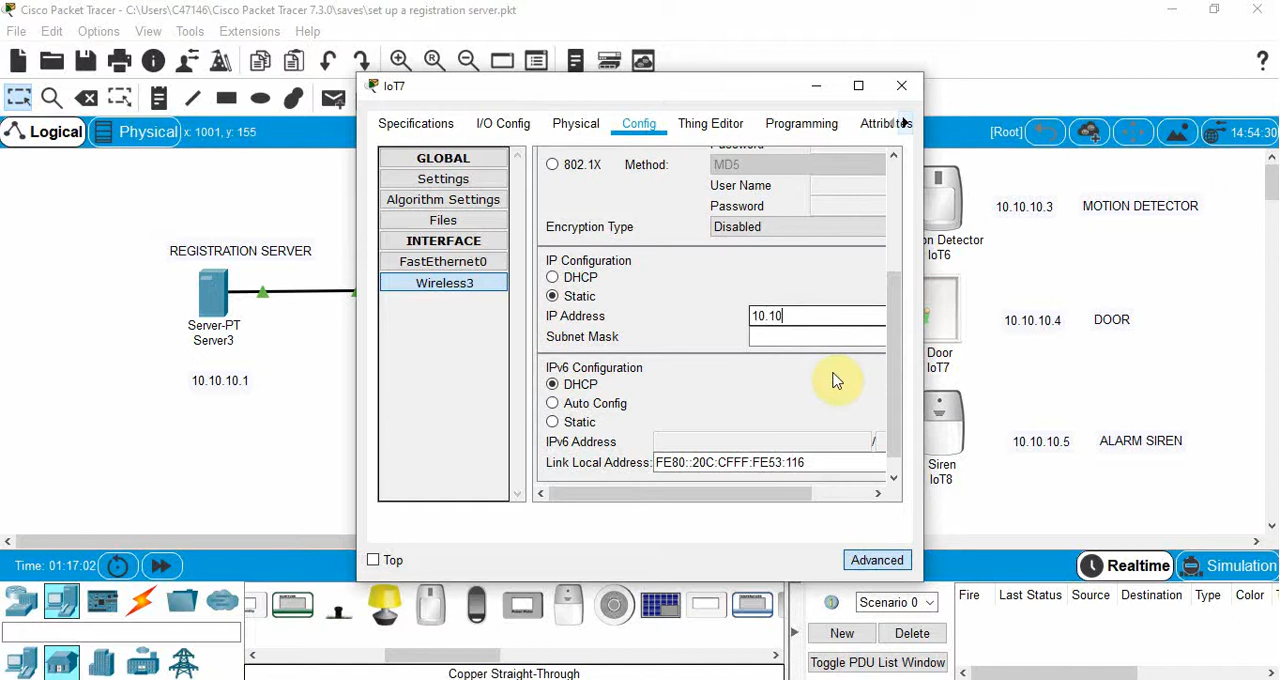 Cisco Packet Tracer - C:\Users\C47146\Cisco Packet Tracer 7.3.0\saves\set up a registration server.pkt
File Edit Options View Tools Extensions Help
Logical Physical x: 1001, y: 155
[Root] 14:54:30
IoT7
Specifications I/O Config Physical Config Thing Editor Programming Attributes
GLOBAL
Settings
Algorithm Settings
Files
INTERFACE
FastEthernet0
Wireless3
802.1X Method: MD5
User Name
Password
Encryption Type Disabled
IP Configuration
DHCP
Static
IP Address 10.10
Subnet Mask
IPv6 Configuration
DHCP
Auto Config
Static
IPv6 Address /
Link Local Address: FE80::20C:CFFF:FE53:116
Top Advanced
REGISTRATION SERVER
Server-PT
Server3
10.10.10.1
10.10.10.3 MOTION DETECTOR
n Detector
IoT6
10.10.10.4 DOOR
Door
IoT7
10.10.10.5 ALARM SIREN
Siren
IoT8
Time: 01:17:02
Realtime Simulation
Scenario 0
New Delete
Toggle PDU List Window
Fire Last Status Source Destination Type Color
Copper Straight-Through